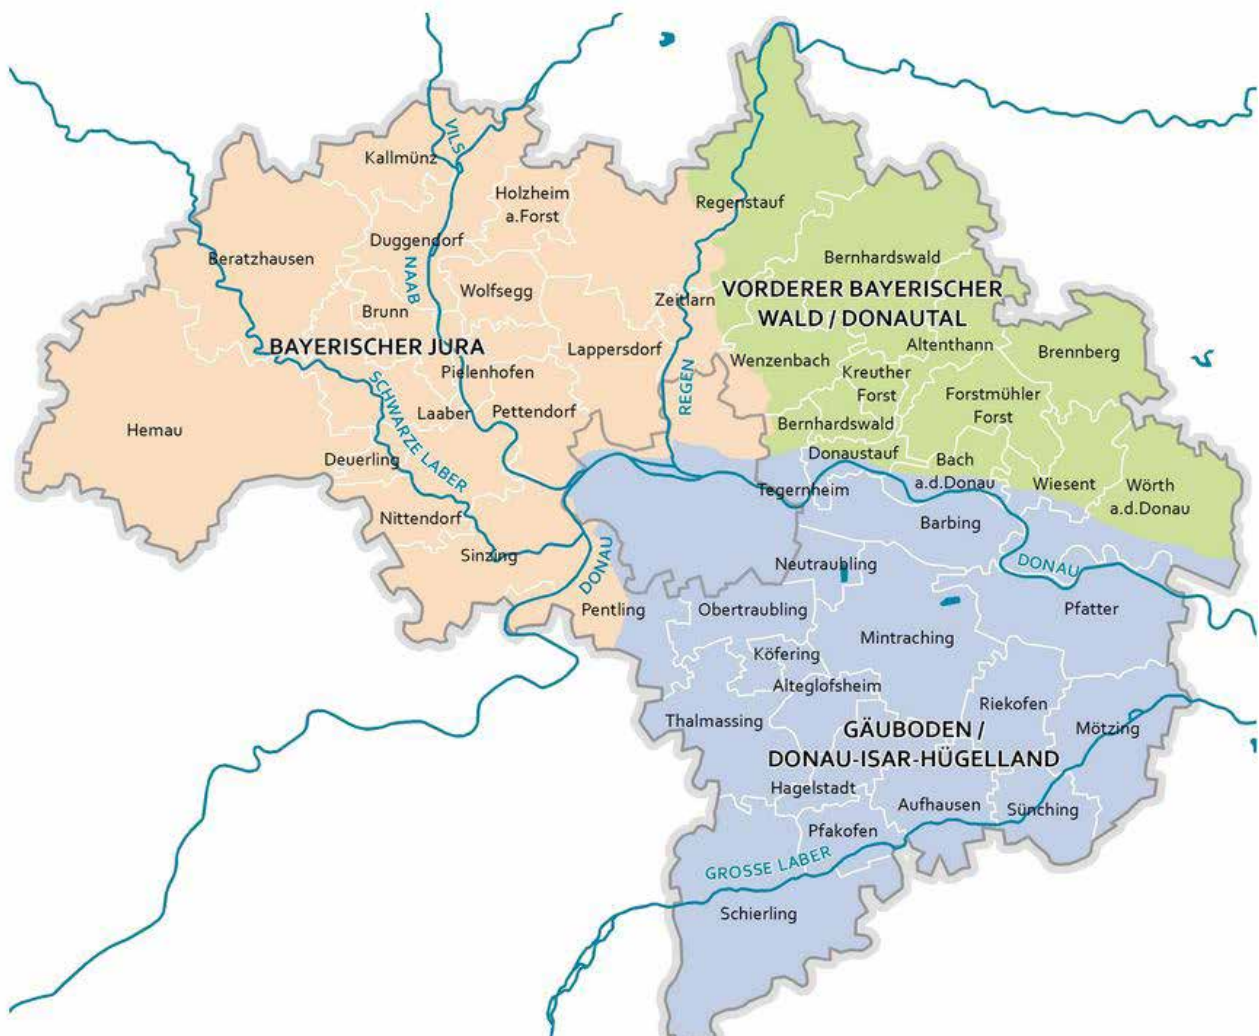 VILS
Kallmünz
Holzheim
a.Forst
Regenstauf
Duggendorf
Beratzhausen
NAAB
Bernhardswald
Wolfsegg
Zeitlarn
VORDERER BAYERISCHER
WALD / DONAUTAL
Brunn
BAYERISCHER JURA
Lappersdorf
Altenthann
Brennberg
Wenzenbach
Pielenhofen
Kreuther
Forst
REGEN
SCHWARZE LABER
Laaber
Pettendorf
Forstmühler
Forst
Hemau
Bernhardswald
Deuerling
Donaustauf
Bach
a.d.Donau
Wiesent
Wörth
a.d.Donau
Tegernheim
Nittendorf
Barbing
Sinzing
DONAU
Neutraubling
DONAU
Pentling
Obertraubling
Pfatter
Mintraching
Köfering
Alteglofsheim
Riekofen
Thalmassing
Mötzing
GÄUBODEN /
DONAU-ISAR-HÜGELLAND
Hagelstadt
Aufhausen
Sünching
Pfakofen
GROSSE LABER
Schierling